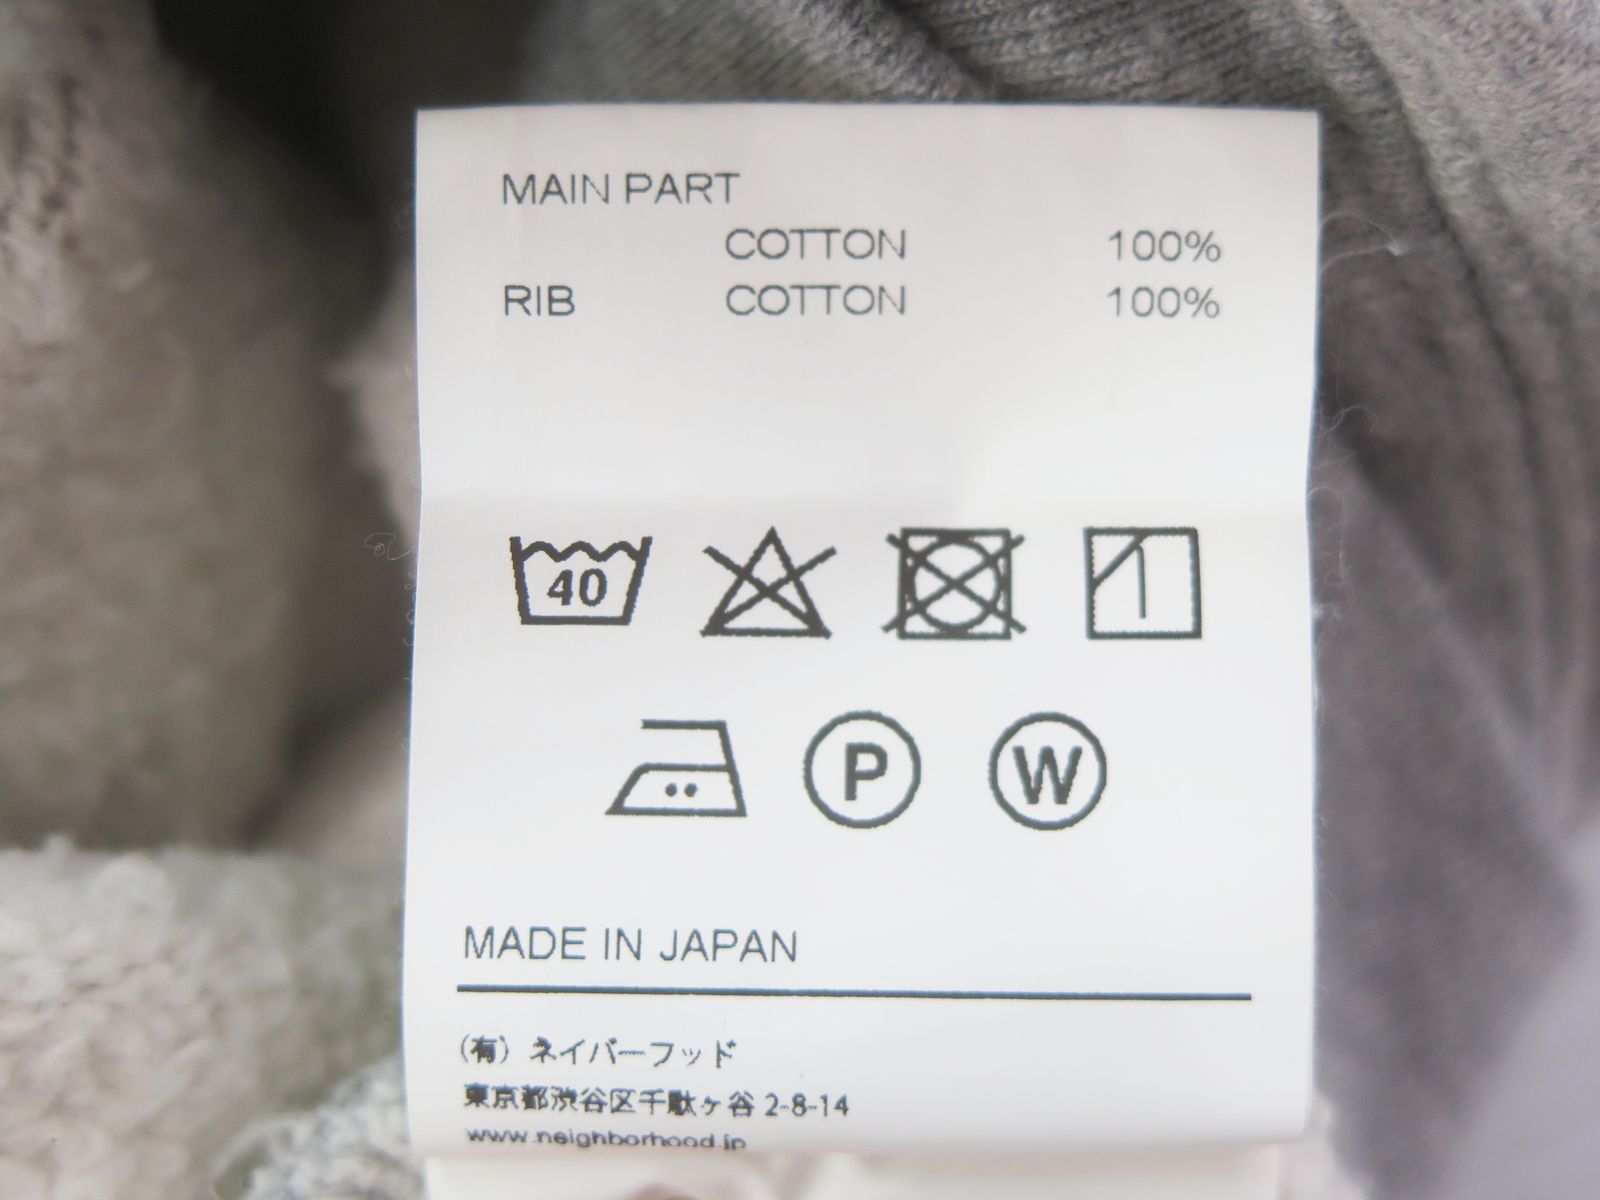 MAIN PART
COTTON 100%
RIB COTTON 100%
40
P W
MADE IN JAPAN
(有) ネイバーフッド
東京都渋谷区千駄ヶ谷 2-8-14
www.neighborhood.jp